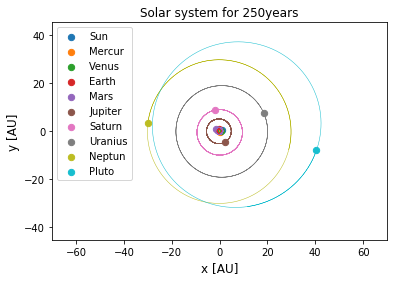 Solar system for 250years
Sun
Mercur
Venus
Earth
Mars
Jupiter
Saturn
Uranius
Neptun
Pluto
y [AU]
40
20
0
−20
−40
−60 −40 −20 0 20 40 60
x [AU]